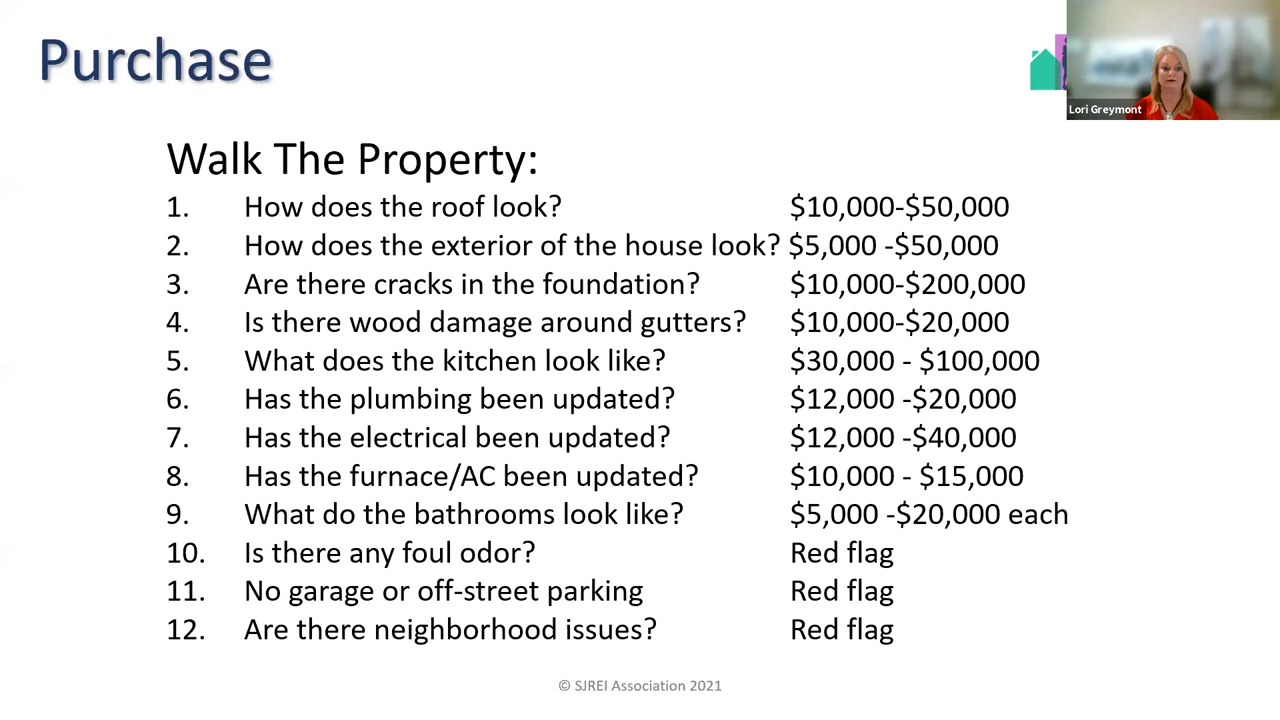 Purchase
Lori Greymont
Walk The Property:
1. How does the roof look? $10,000-$50,000
2. How does the exterior of the house look? $5,000 -$50,000
3. Are there cracks in the foundation? $10,000-$200,000
4. Is there wood damage around gutters? $10,000-$20,000
5. What does the kitchen look like? $30,000 - $100,000
6. Has the plumbing been updated? $12,000 -$20,000
7. Has the electrical been updated? $12,000 -$40,000
8. Has the furnace/AC been updated? $10,000 - $15,000
9. What do the bathrooms look like? $5,000 -$20,000 each
10. Is there any foul odor? Red flag
11. No garage or off-street parking Red flag
12. Are there neighborhood issues? Red flag
© SJREI Association 2021